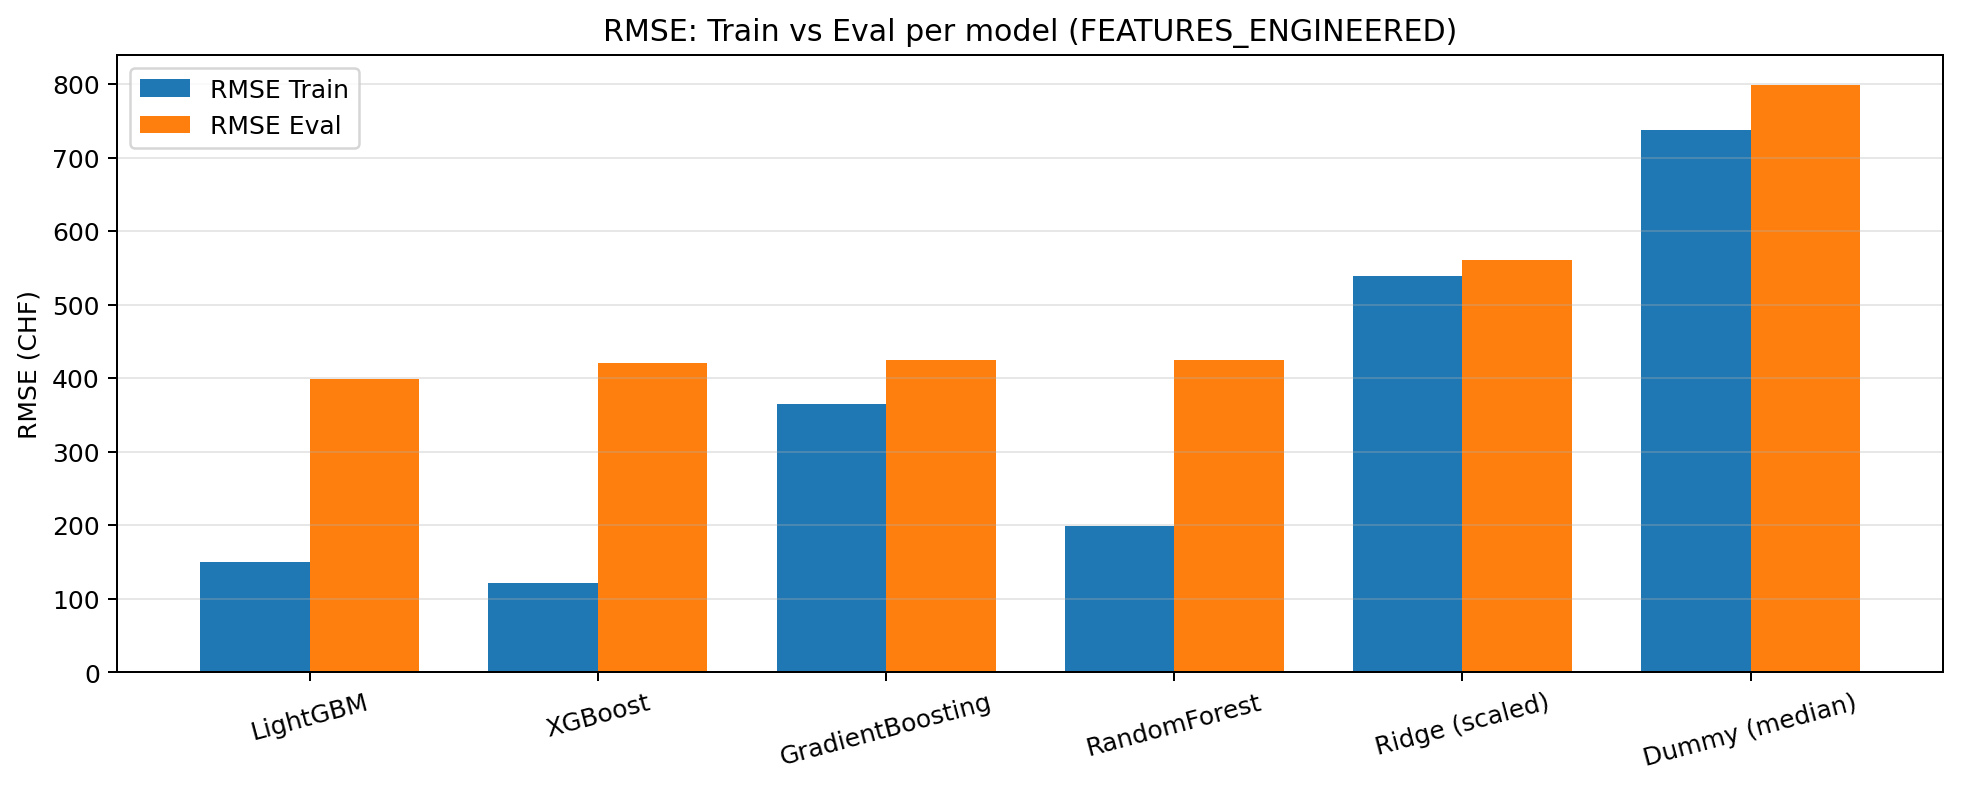 RMSE: Train vs Eval per model (FEATURES_ENGINEERED)
RMSE Train
RMSE Eval
RMSE (CHF)
800
700
600
500
400
300
200
100
0
LightGBM
XGBoost
GradientBoosting
RandomForest
Ridge (scaled)
Dummy (median)